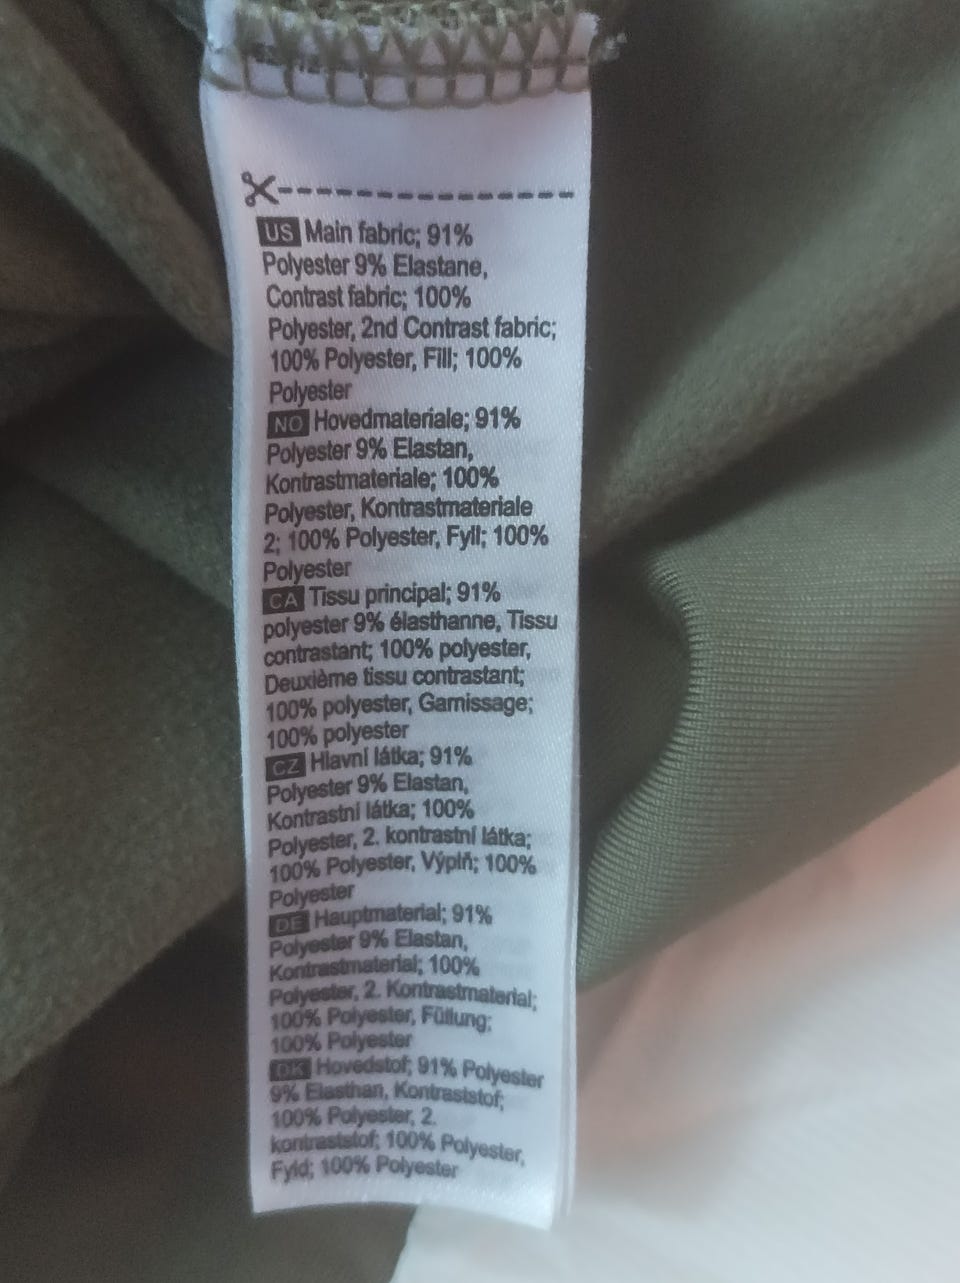 US Main fabric; 91%
Polyester 9% Elastane,
Contrast fabric; 100%
Polyester, 2nd Contrast fabric;
100% Polyester, Fill; 100%
Polyester
NO Hovedmateriale; 91%
Polyester 9% Elastan,
Kontrastmateriale; 100%
Polyester, Kontrastmateriale
2; 100% Polyester, Fyll; 100%
Polyester
CA Tissu principal; 91%
polyester 9% élasthanne, Tissu
contrastant; 100% polyester,
Deuxième tissu contrastant;
100% polyester, Garnissage;
100% polyester
CZ Hlavní látka; 91%
Polyester 9% Elastan,
Kontrastní látka; 100%
Polyester, 2. kontrastní látka;
100% Polyester, Výplň; 100%
Polyester
DE Hauptmaterial; 91%
Polyester 9% Elastan,
Kontrastmaterial; 100%
Polyester, 2. Kontrastmaterial;
100% Polyester, Füllung;
100% Polyester
DK Hovedstof; 91% Polyester
9% Elasthan, Kontraststof;
100% Polyester, 2.
kontraststof; 100% Polyester,
Fyld; 100% Polyester